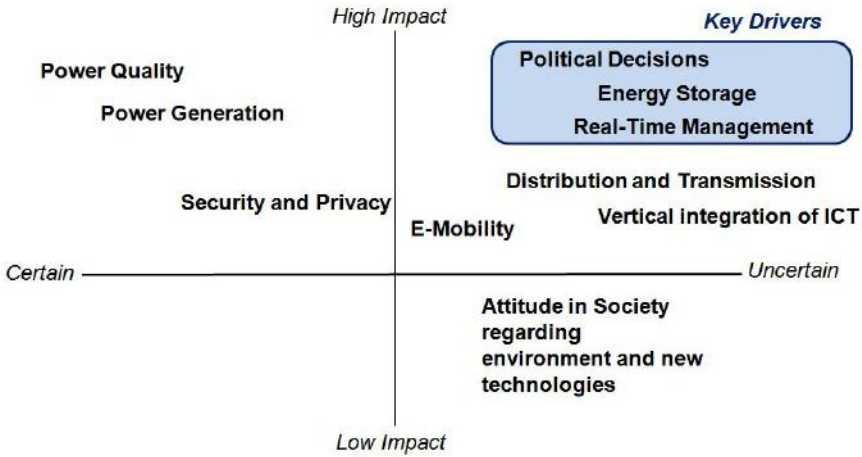 High Impact
Key Drivers
Political Decisions
Power Quality
Energy Storage
Power Generation
Real-Time Management
Distribution and Transmission
Security and Privacy
Vertical integration of ICT
E-Mobility
Certain
Uncertain
Attitude in Society
regarding
environment and new
technologies
Low Impact